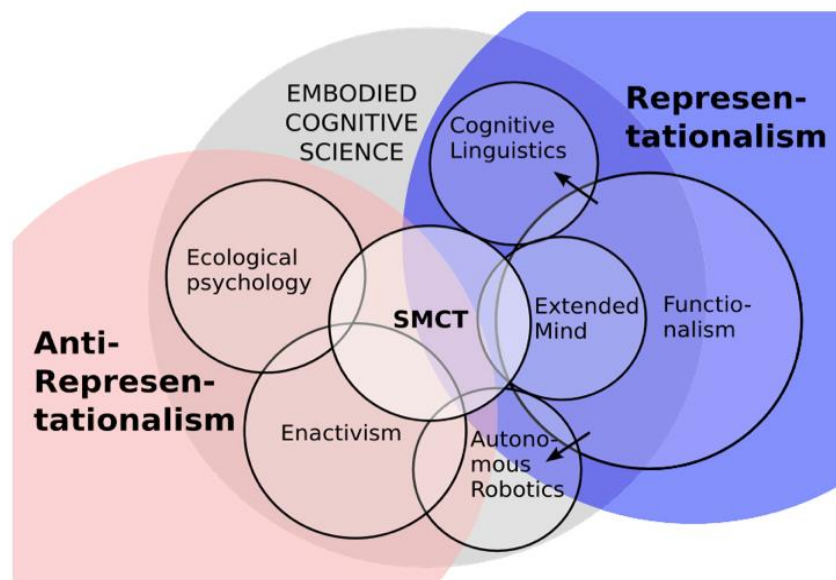 EMBODIED
COGNITIVE
SCIENCE
Represen-
tationalism
Cognitive
Linguistics
Ecological
psychology
SMCT
Extended
Mind
Functio-
nalism
Anti-
Represen-
tationalism
Enactivism
Autono-
mous
Robotics